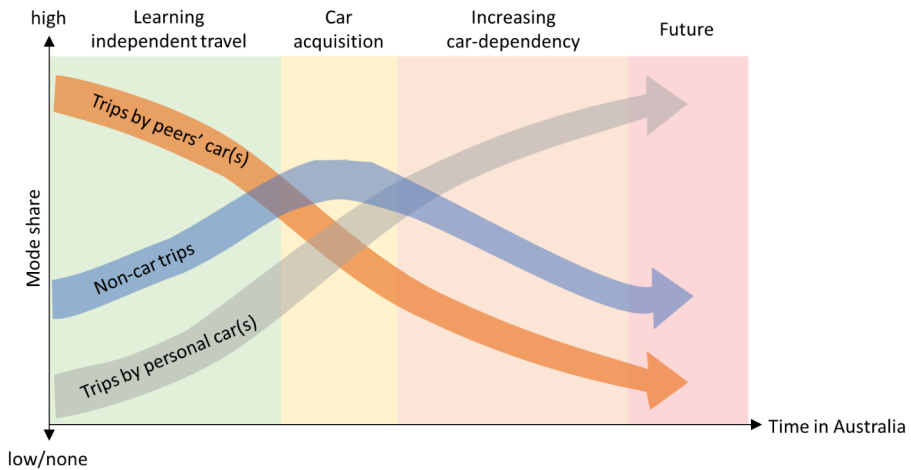 high
Learning
independent travel
Car
acquisition
Increasing
car-dependency
Future
Trips by peers’ car(s)
Non-car trips
Trips by personal car(s)
Mode share
Time in Australia
low/none